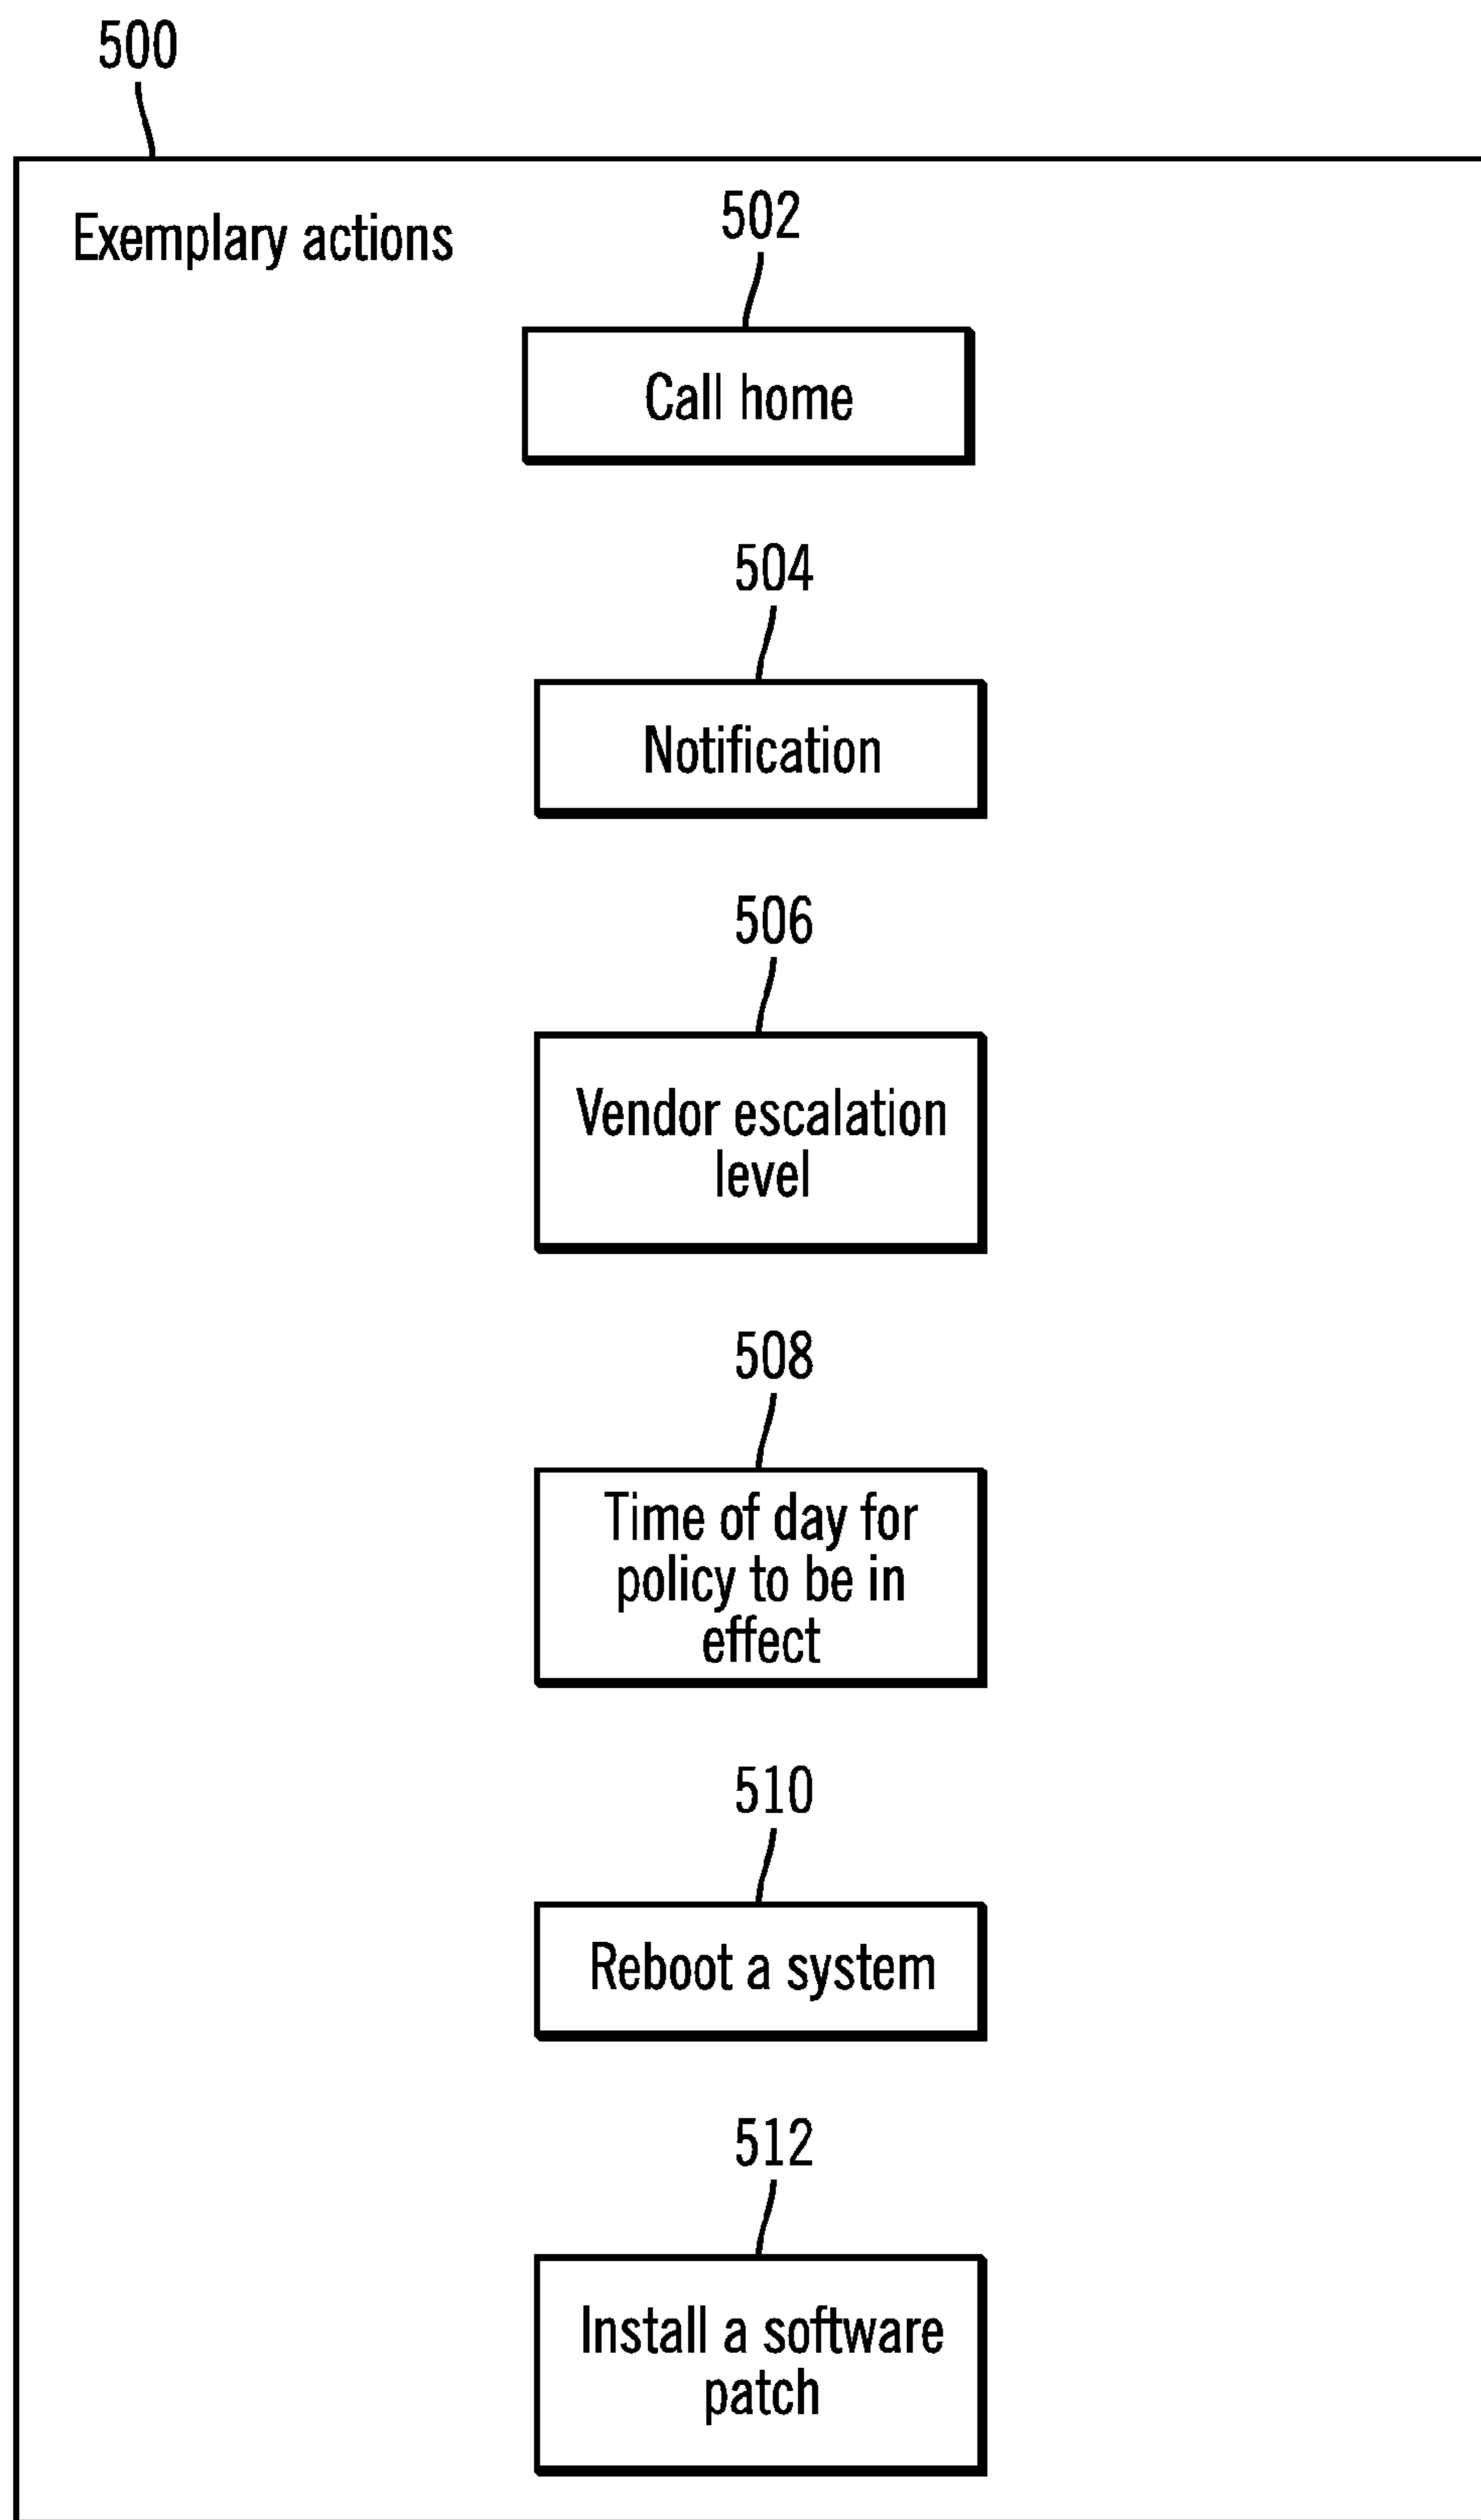 500
Exemplary actions
502
Call home
504
Notification
506
Vendor escalation
level
508
Time of day for
policy to be in
effect
510
Reboot a system
512
Install a software
patch